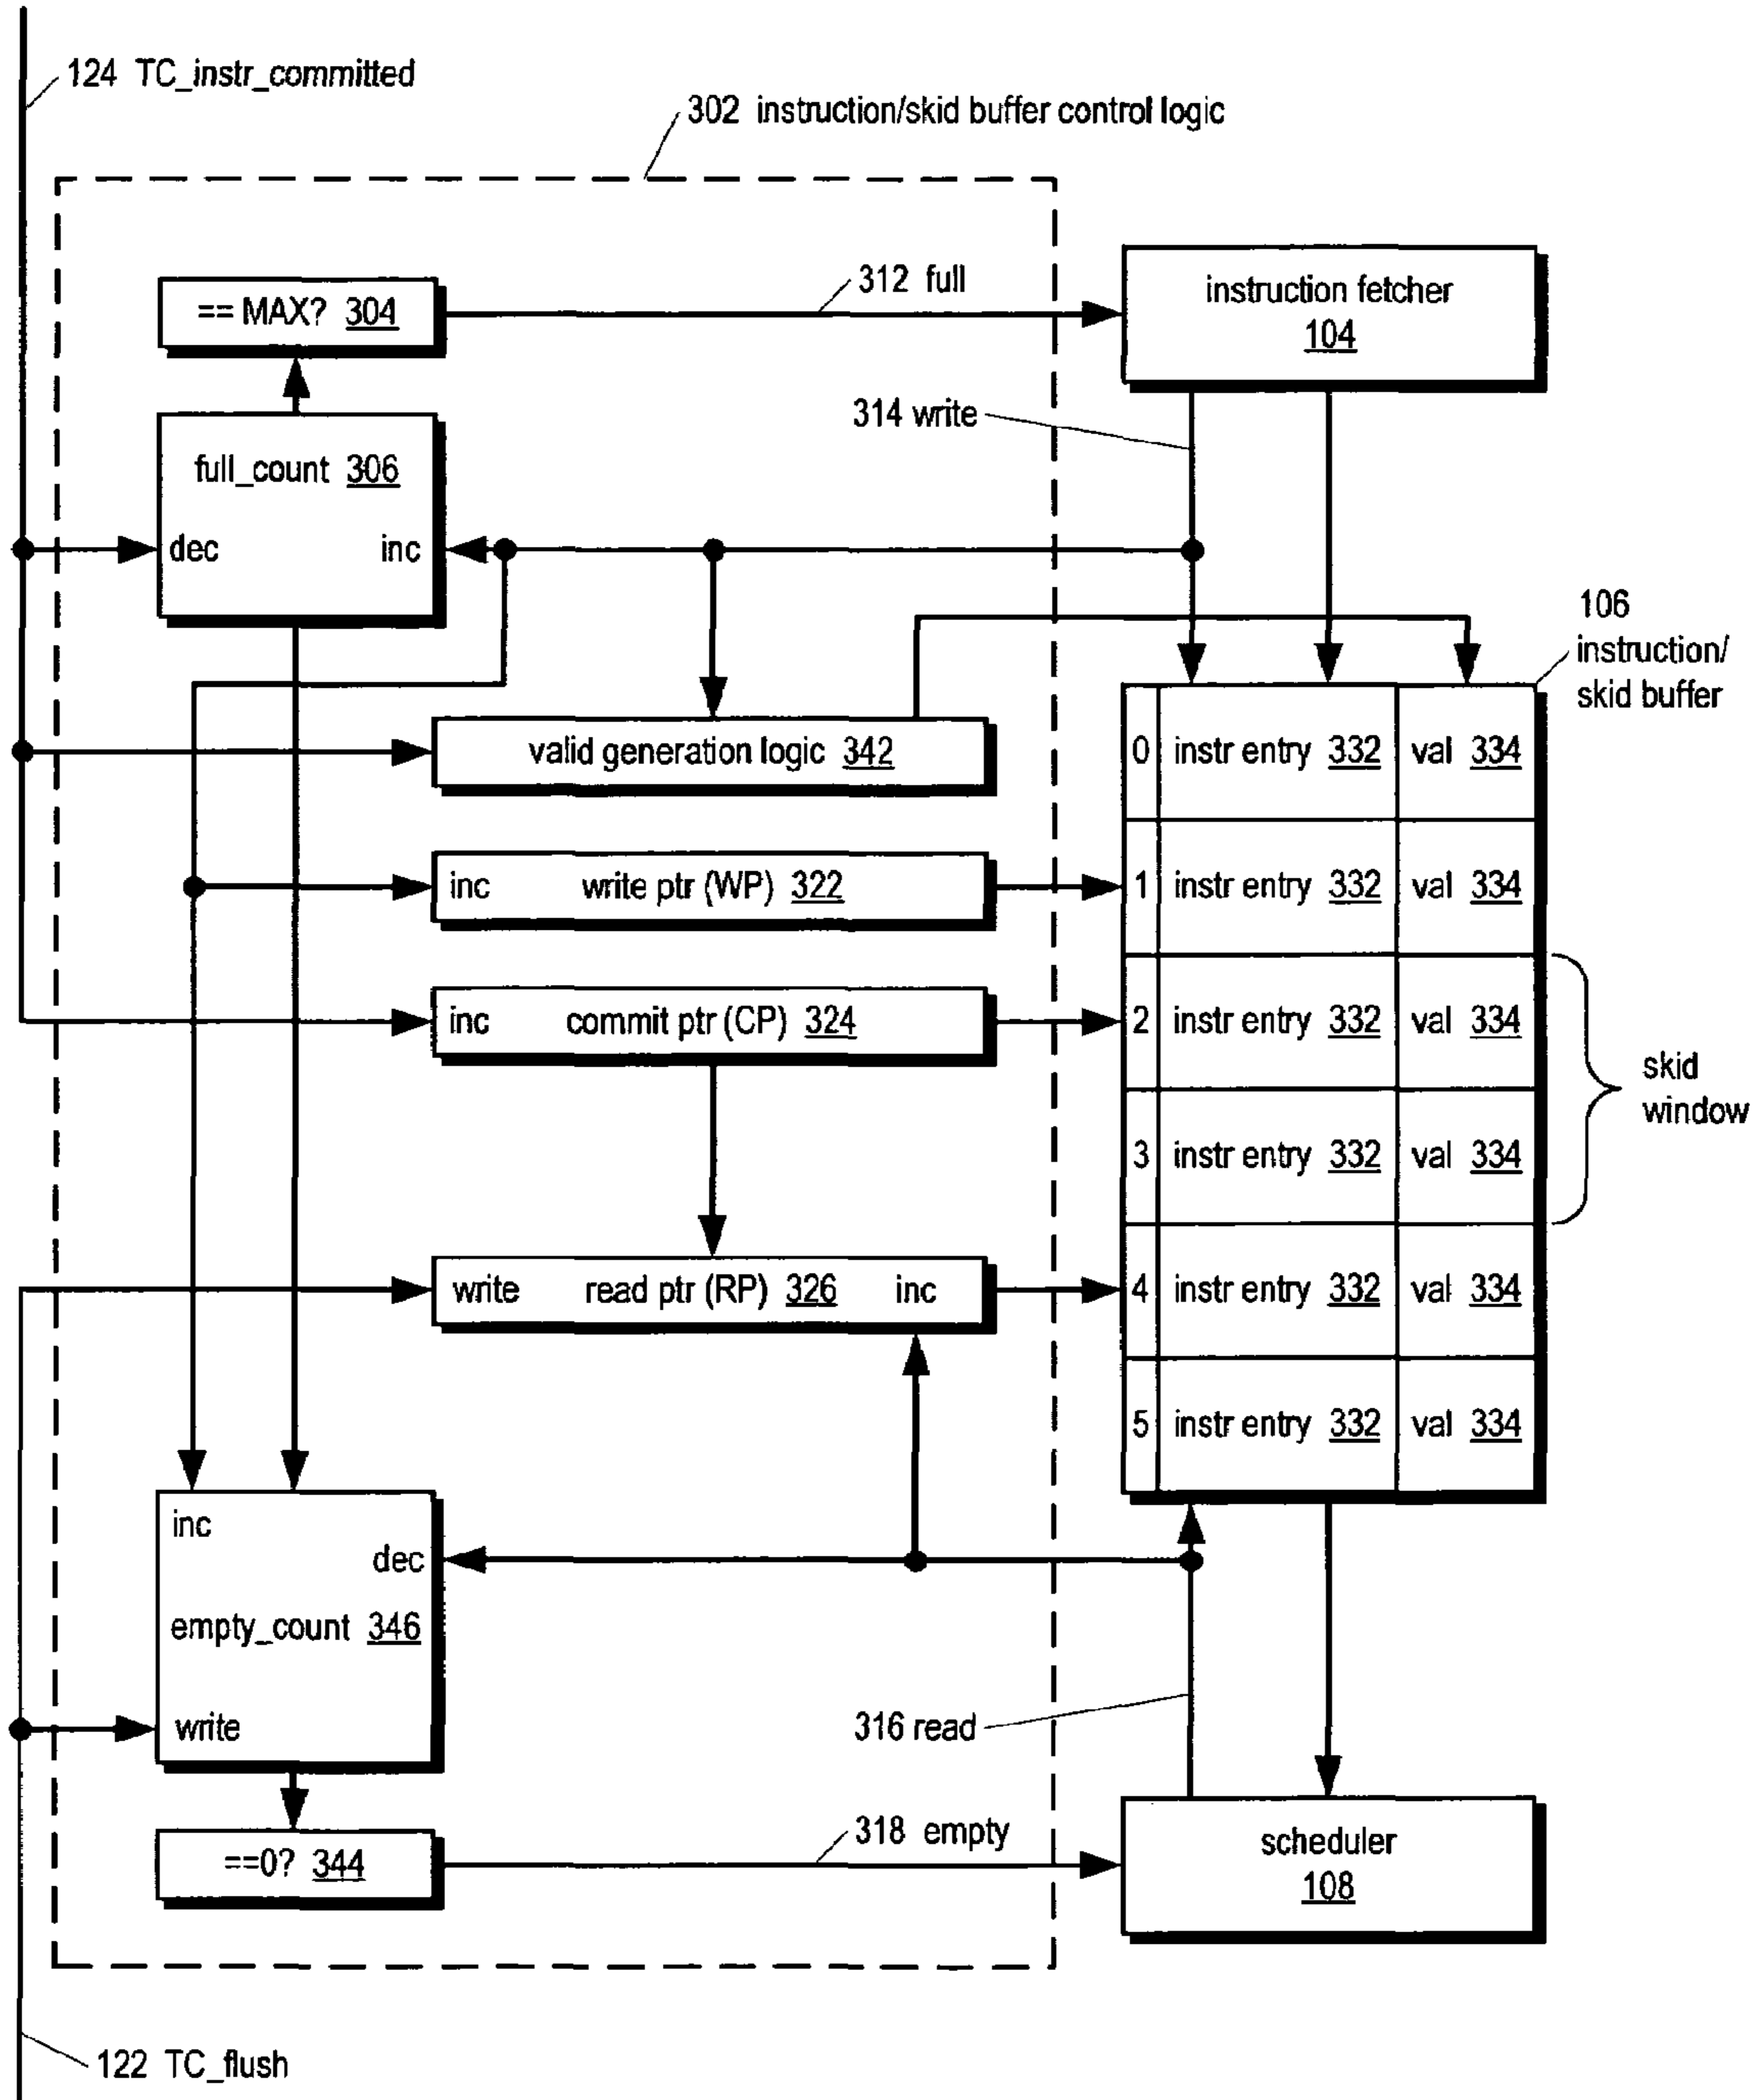 124 TC_instr_committed
302 instruction/skid buffer control logic
== MAX? 304
312 full
instruction fetcher
104
314 write
full_count 306
dec inc
106
instruction/
skid buffer
valid generation logic 342
0 instr entry 332 val 334
inc write ptr (WP) 322
1 instr entry 332 val 334
inc commit ptr (CP) 324
2 instr entry 332 val 334
skid
window
3 instr entry 332 val 334
write read ptr (RP) 326 inc
4 instr entry 332 val 334
5 instr entry 332 val 334
inc
dec
empty_count 346
write
316 read
==0? 344
318 empty
scheduler
108
122 TC_flush